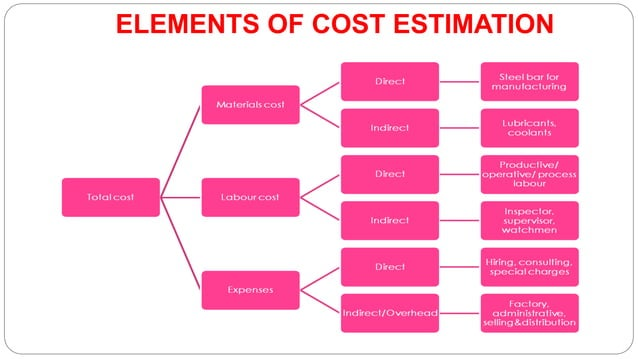 ELEMENTS OF COST ESTIMATION
Total cost
Materials cost
Direct
Steel bar for
manufacturing
Indirect
Lubricants,
coolants
Labour cost
Direct
Productive/
operative/ process
labour
Indirect
Inspector,
supervisor,
watchmen
Expenses
Direct
Hiring, consulting,
special charges
Indirect/Overhead
Factory,
administrative,
selling&distribution